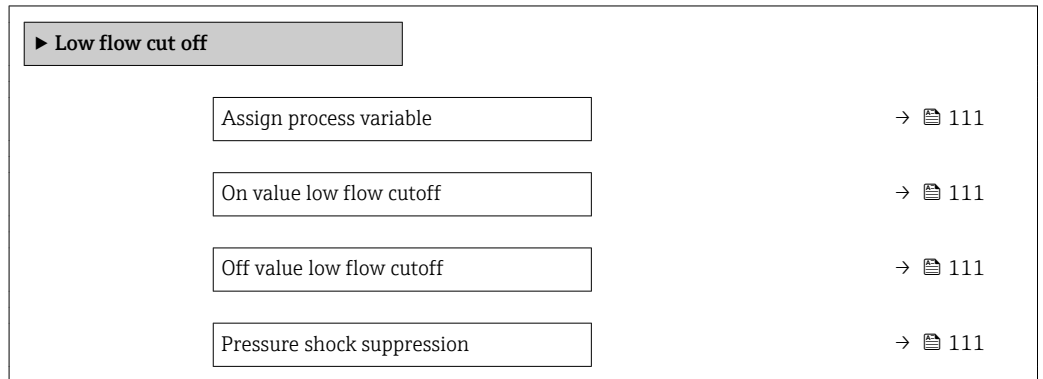 ▶ Low flow cut off
Assign process variable → 111
On value low flow cutoff → 111
Off value low flow cutoff → 111
Pressure shock suppression → 111